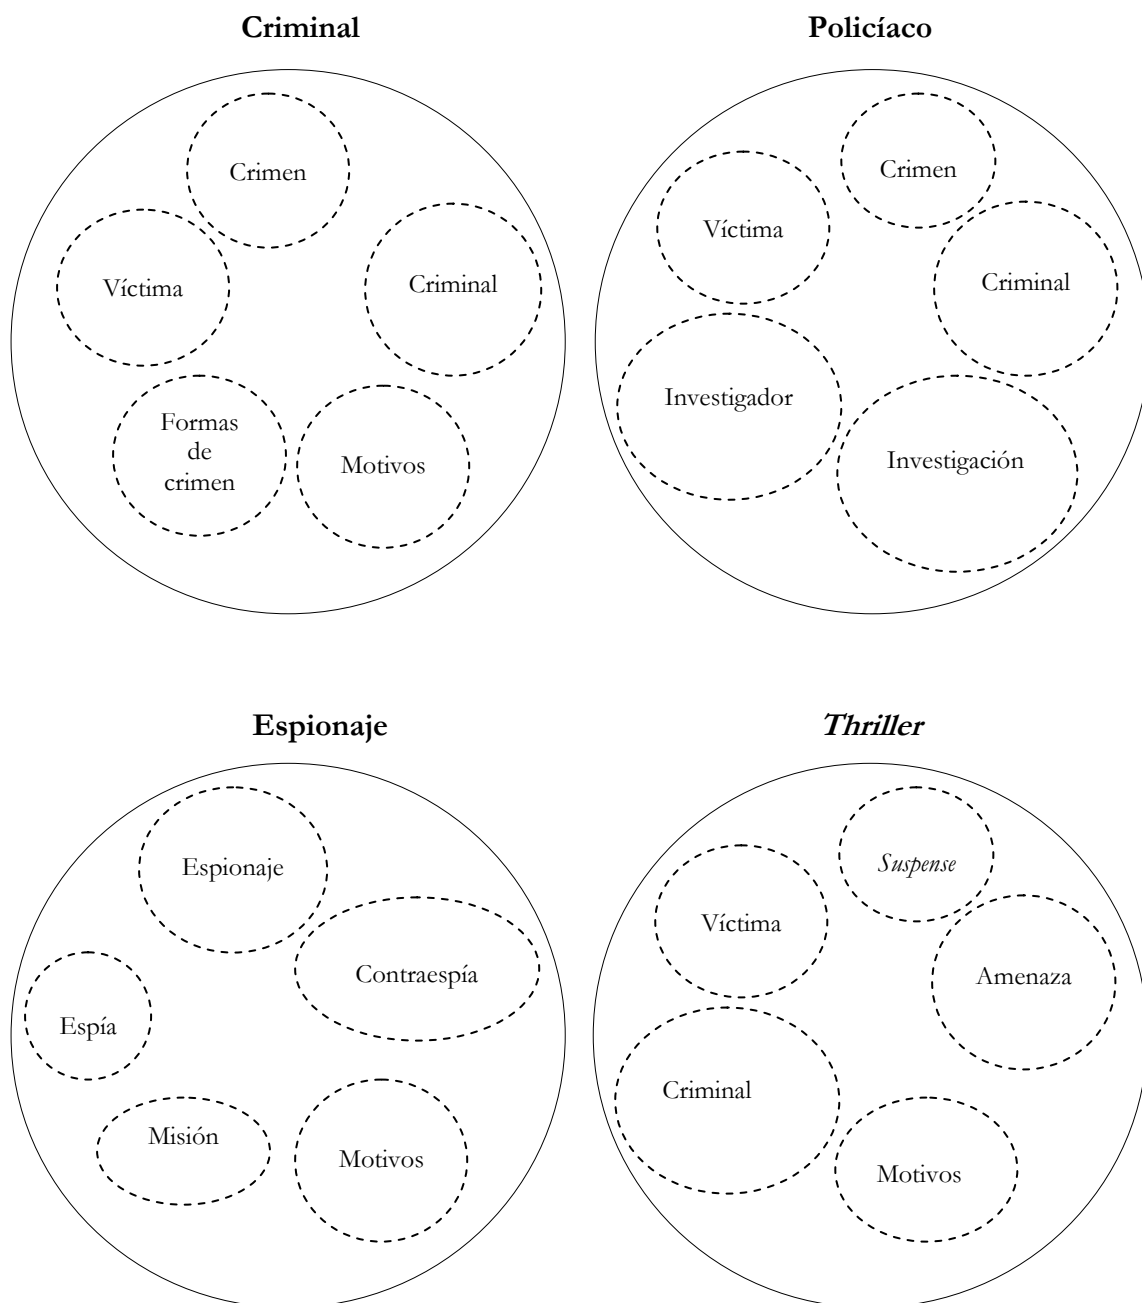 Criminal
Crimen
Víctima
Criminal
Formas
de
crimen
Motivos
Policíaco
Crimen
Víctima
Criminal
Investigador
Investigación
Espionaje
Espionaje
Contraespía
Espía
Misión
Motivos
Thriller
Suspense
Víctima
Amenaza
Criminal
Motivos